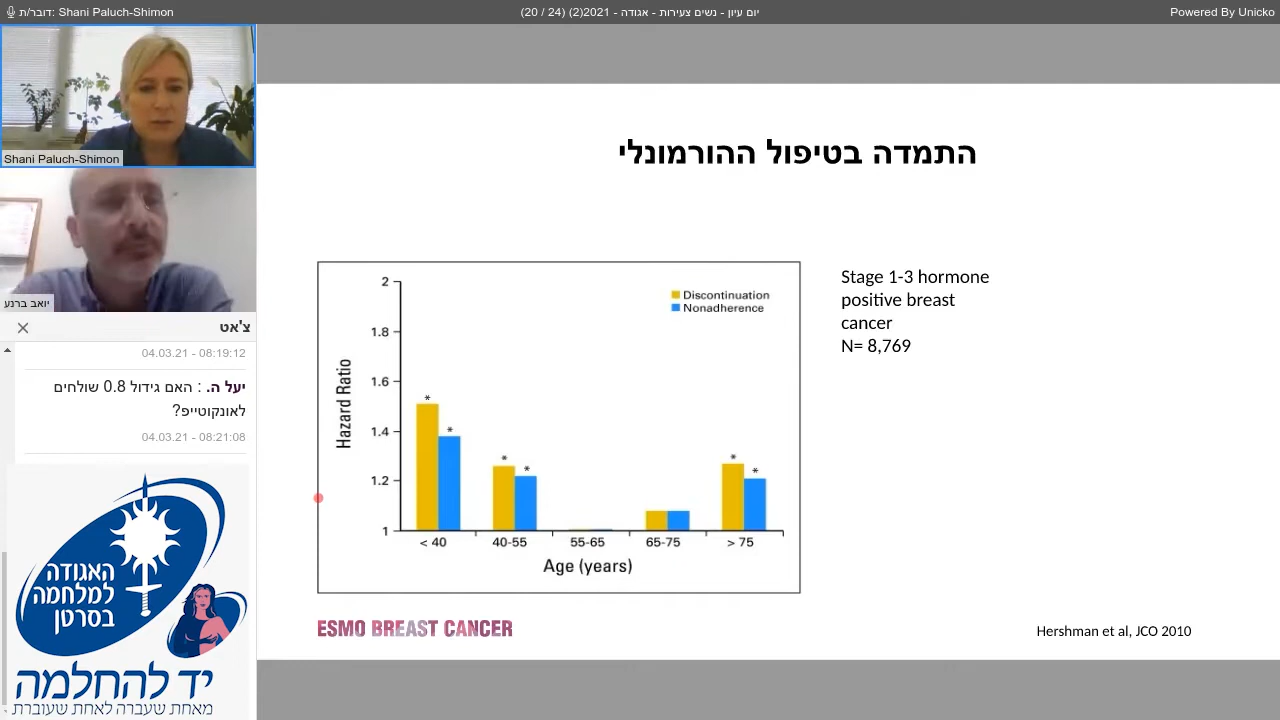 דובר/ת: Shani Paluch-Shimon
יום עיון - נשים צעירות - אגודה - 2021(2) (24 / 20)
Powered By Unicko
Shani Paluch-Shimon
יואב ברנע
צ'אט
04.03.21 - 08:19:12
יעל ה. : האם גידול 0.8 שולחים
לאונקוטייפ?
04.03.21 - 08:21:08
האגודה
למלחמה
בסרטן
יד להחלמה
מאחת שעברה לאחת שעוברת
התמדה בטיפול ההורמונלי
Discontinuation
Nonadherence
Hazard Ratio
2
1.8
1.6
1.4
1.2
1
* * * * * *
< 40 40-55 55-65 65-75 > 75
Age (years)
Stage 1-3 hormone
positive breast
cancer
N= 8,769
ESMO BREAST CANCER
Hershman et al, JCO 2010